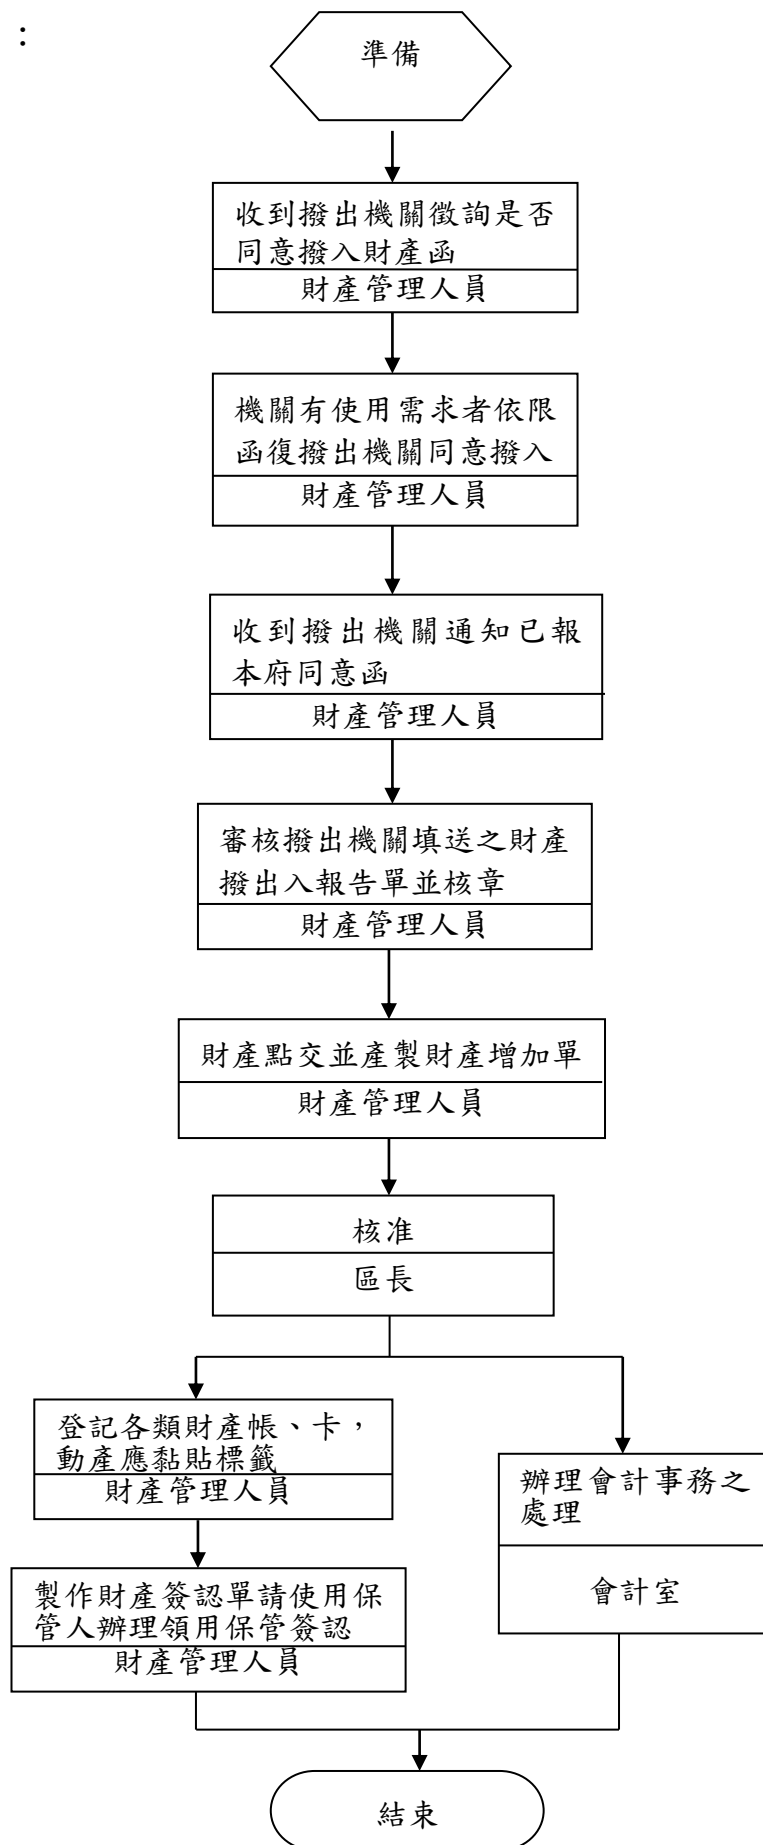 ：
準備
收到撥出機關徵詢是否
同意撥入財產函
財產管理人員
機關有使用需求者依限
函復撥出機關同意撥入
財產管理人員
收到撥出機關通知已報
本府同意函
財產管理人員
審核撥出機關填送之財產
撥出入報告單並核章
財產管理人員
財產點交並產製財產增加單
財產管理人員
核准
區長
登記各類財產帳、卡，
動產應黏貼標籤
財產管理人員
辦理會計事務之
處理
會計室
製作財產簽認單請使用保
管人辦理領用保管簽認
財產管理人員
結束